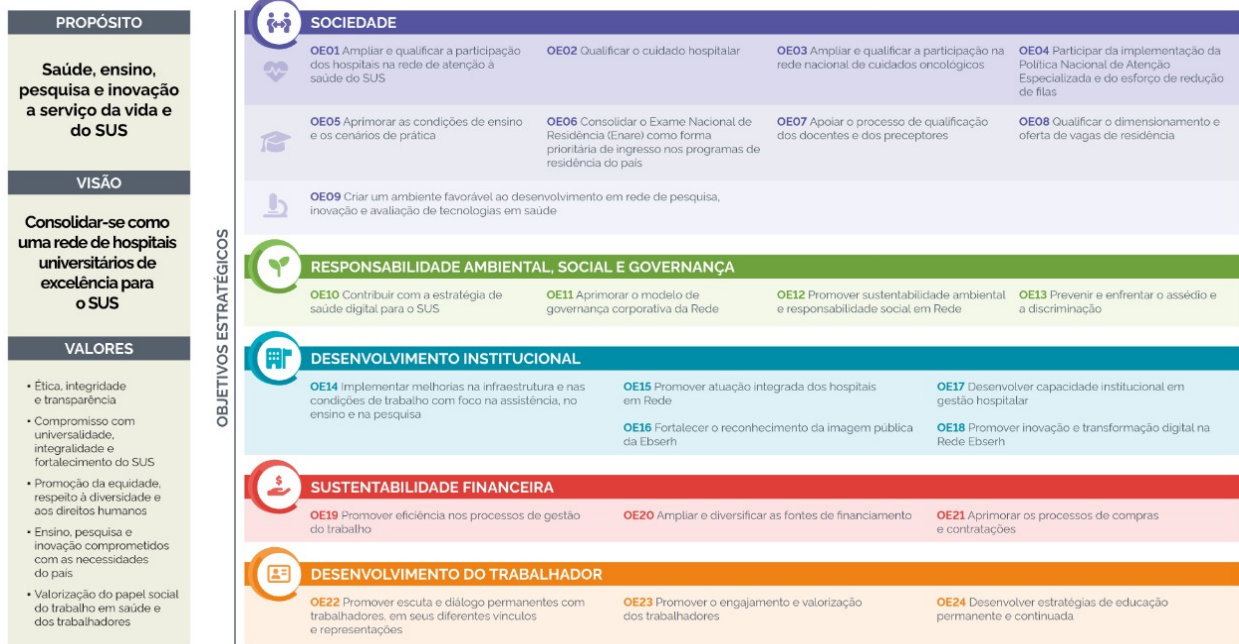 PROPÓSITO
Saúde, ensino,
pesquisa e inovação
a serviço da vida e
do SUS
VISÃO
Consolidar-se como
uma rede de hospitais
universitários de
excelência para
o SUS
VALORES
• Ética, integridade
e transparência
• Compromisso com
universalidade,
integralidade e
fortalecimento do SUS
• Promoção da equidade,
respeito à diversidade e
aos direitos humanos
• Ensino, pesquisa e
inovação comprometidos
com as necessidades
do país
• Valorização do papel social
do trabalho em saúde e
dos trabalhadores
OBJETIVOS ESTRATÉGICOS
SOCIEDADE
OE01 Ampliar e qualificar a participação
dos hospitais na rede de atenção à
saúde do SUS
OE02 Qualificar o cuidado hospitalar
OE03 Ampliar e qualificar a participação na
rede nacional de cuidados oncológicos
OE04 Participar da implementação da
Política Nacional de Atenção
Especializada e do esforço de redução
de filas
OE05 Aprimorar as condições de ensino
e os cenários de prática
OE06 Consolidar o Exame Nacional de
Residência (Enare) como forma
prioritária de ingresso nos programas de
residência do país
OE07 Apoiar o processo de qualificação
dos docentes e dos preceptores
OE08 Qualificar o dimensionamento e
oferta de vagas de residência
OE09 Criar um ambiente favorável ao desenvolvimento em rede de pesquisa,
inovação e avaliação de tecnologias em saúde
RESPONSABILIDADE AMBIENTAL, SOCIAL E GOVERNANÇA
OE10 Contribuir com a estratégia de
saúde digital para o SUS
OE11 Aprimorar o modelo de
governança corporativa da Rede
OE12 Promover sustentabilidade ambiental
e responsabilidade social em Rede
OE13 Prevenir e enfrentar o assédio e
a discriminação
DESENVOLVIMENTO INSTITUCIONAL
OE14 Implementar melhorias na infraestrutura e nas
condições de trabalho com foco na assistência, no
ensino e na pesquisa
OE15 Promover atuação integrada dos hospitais
em Rede
OE16 Fortalecer o reconhecimento da imagem pública
da Ebserh
OE17 Desenvolver capacidade institucional em
gestão hospitalar
OE18 Promover inovação e transformação digital na
Rede Ebserh
SUSTENTABILIDADE FINANCEIRA
OE19 Promover eficiência nos processos de gestão
do trabalho
OE20 Ampliar e diversificar as fontes de financiamento
OE21 Aprimorar os processos de compras
e contratações
DESENVOLVIMENTO DO TRABALHADOR
OE22 Promover escuta e diálogo permanentes com
trabalhadores, em seus diferentes vínculos
e representações
OE23 Promover o engajamento e valorização
dos trabalhadores
OE24 Desenvolver estratégias de educação
permanente e continuada